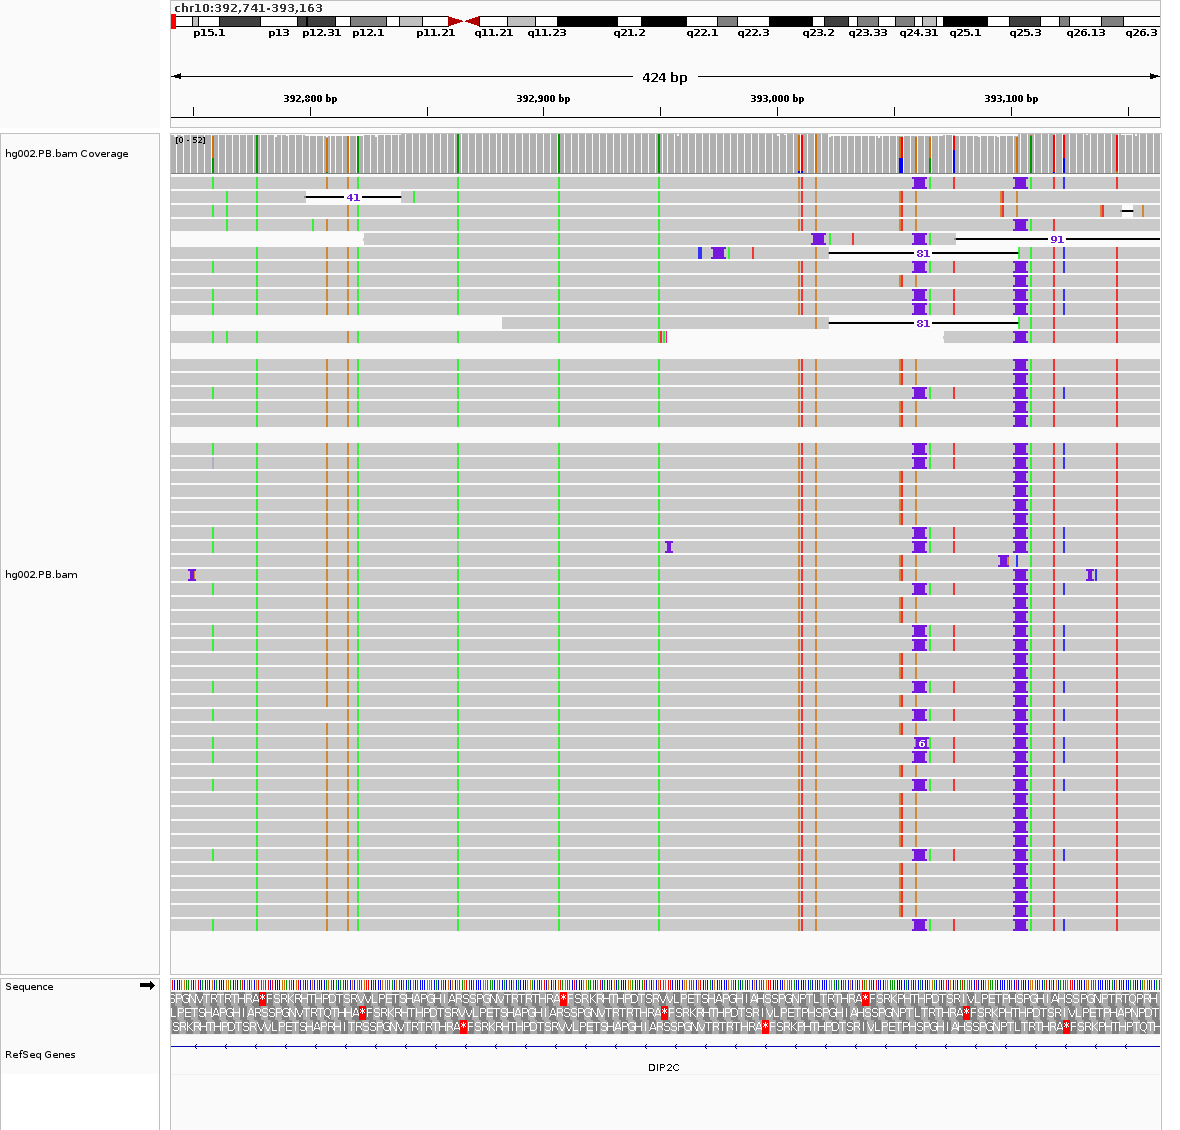 chr10:392,741-393,163
p15.1 p13 p12.31 p12.1 p11.21 q11.21 q11.23 q21.2 q22.1 q22.3 q23.2 q23.33 q24.31 q25.1 q25.3 q26.13 q26.3
424 bp
392,800 bp 392,900 bp 393,000 bp 393,100 bp
[0 - 52]
hg002.PB.bam Coverage
41
91
81
81
hg002.PB.bam
6
Sequence
RefSeq Genes
DIP2C